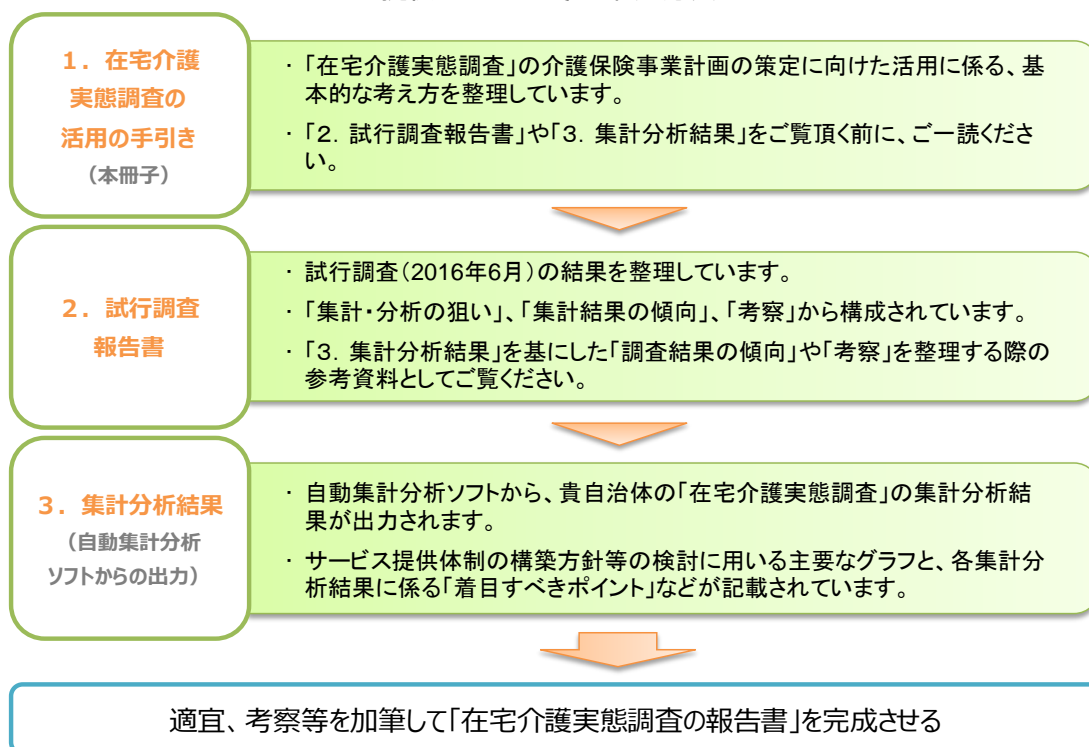 1．在宅介護
実態調査の
活用の手引き
（本冊子）
・「在宅介護実態調査」の介護保険事業計画の策定に向けた活用に係る、基
本的な考え方を整理しています。
・「2．試行調査報告書」や「3．集計分析結果」をご覧頂く前に、ご一読くださ
い。
2．試行調査
報告書
・試行調査（2016年6月）の結果を整理しています。
・「集計・分析の狙い」、「集計結果の傾向」、「考察」から構成されています。
・「3．集計分析結果」を基にした「調査結果の傾向」や「考察」を整理する際の
参考資料としてご覧ください。
3．集計分析結果
（自動集計分析
ソフトからの出力）
・自動集計分析ソフトから、貴自治体の「在宅介護実態調査」の集計分析結
果が出力されます。
・サービス提供体制の構築方針等の検討に用いる主要なグラフと、各集計分
析結果に係る「着目すべきポイント」などが記載されています。
適宜、考察等を加筆して「在宅介護実態調査の報告書」を完成させる